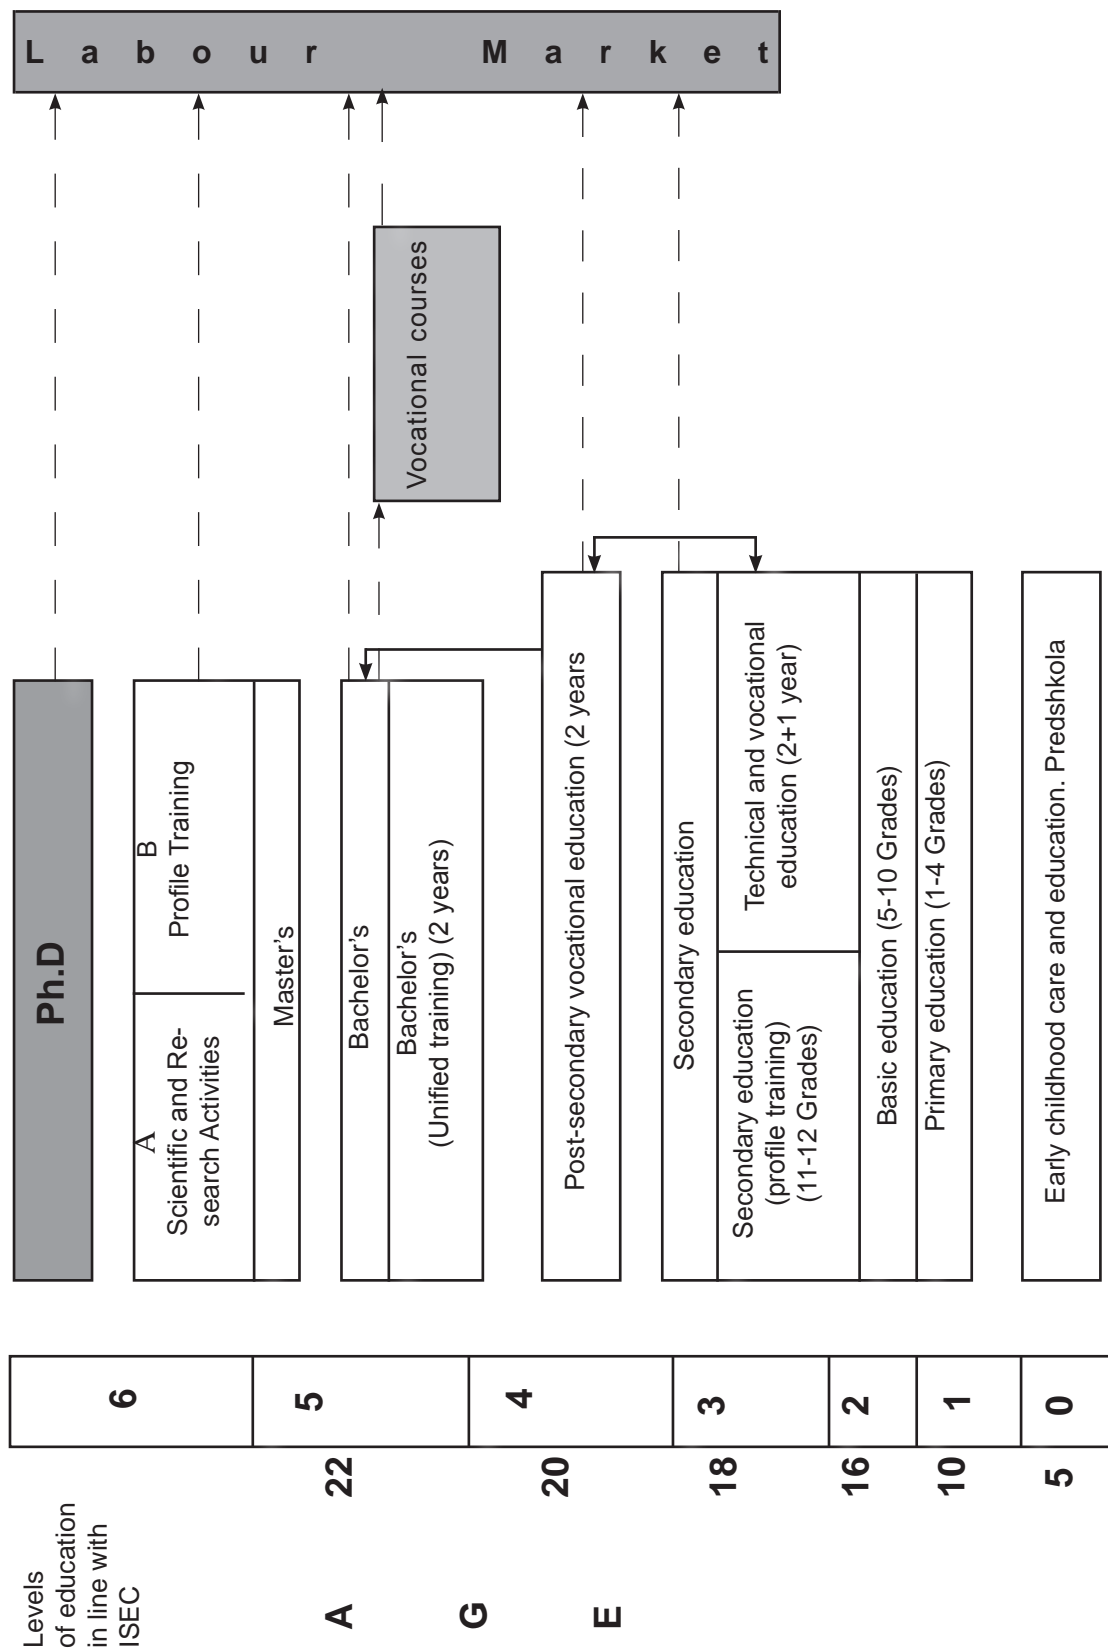 Labour Market
Vocational courses
Ph.D
A
Scientific and Re-
search Activities
B
Profile Training
Master's
Bachelor's
Bachelor's
(Unified training) (2 years)
Post-secondary vocational education (2 years
Secondary education
Secondary education
(profile training)
(11-12 Grades)
Technical and vocational
education (2+1 year)
Basic education (5-10 Grades)
Primary education (1-4 Grades)
Early childhood care and education. Predshkola
6
5
4
3
2
1
0
22
20
18
16
10
5
Levels
of education
in line with
ISEC
A G E